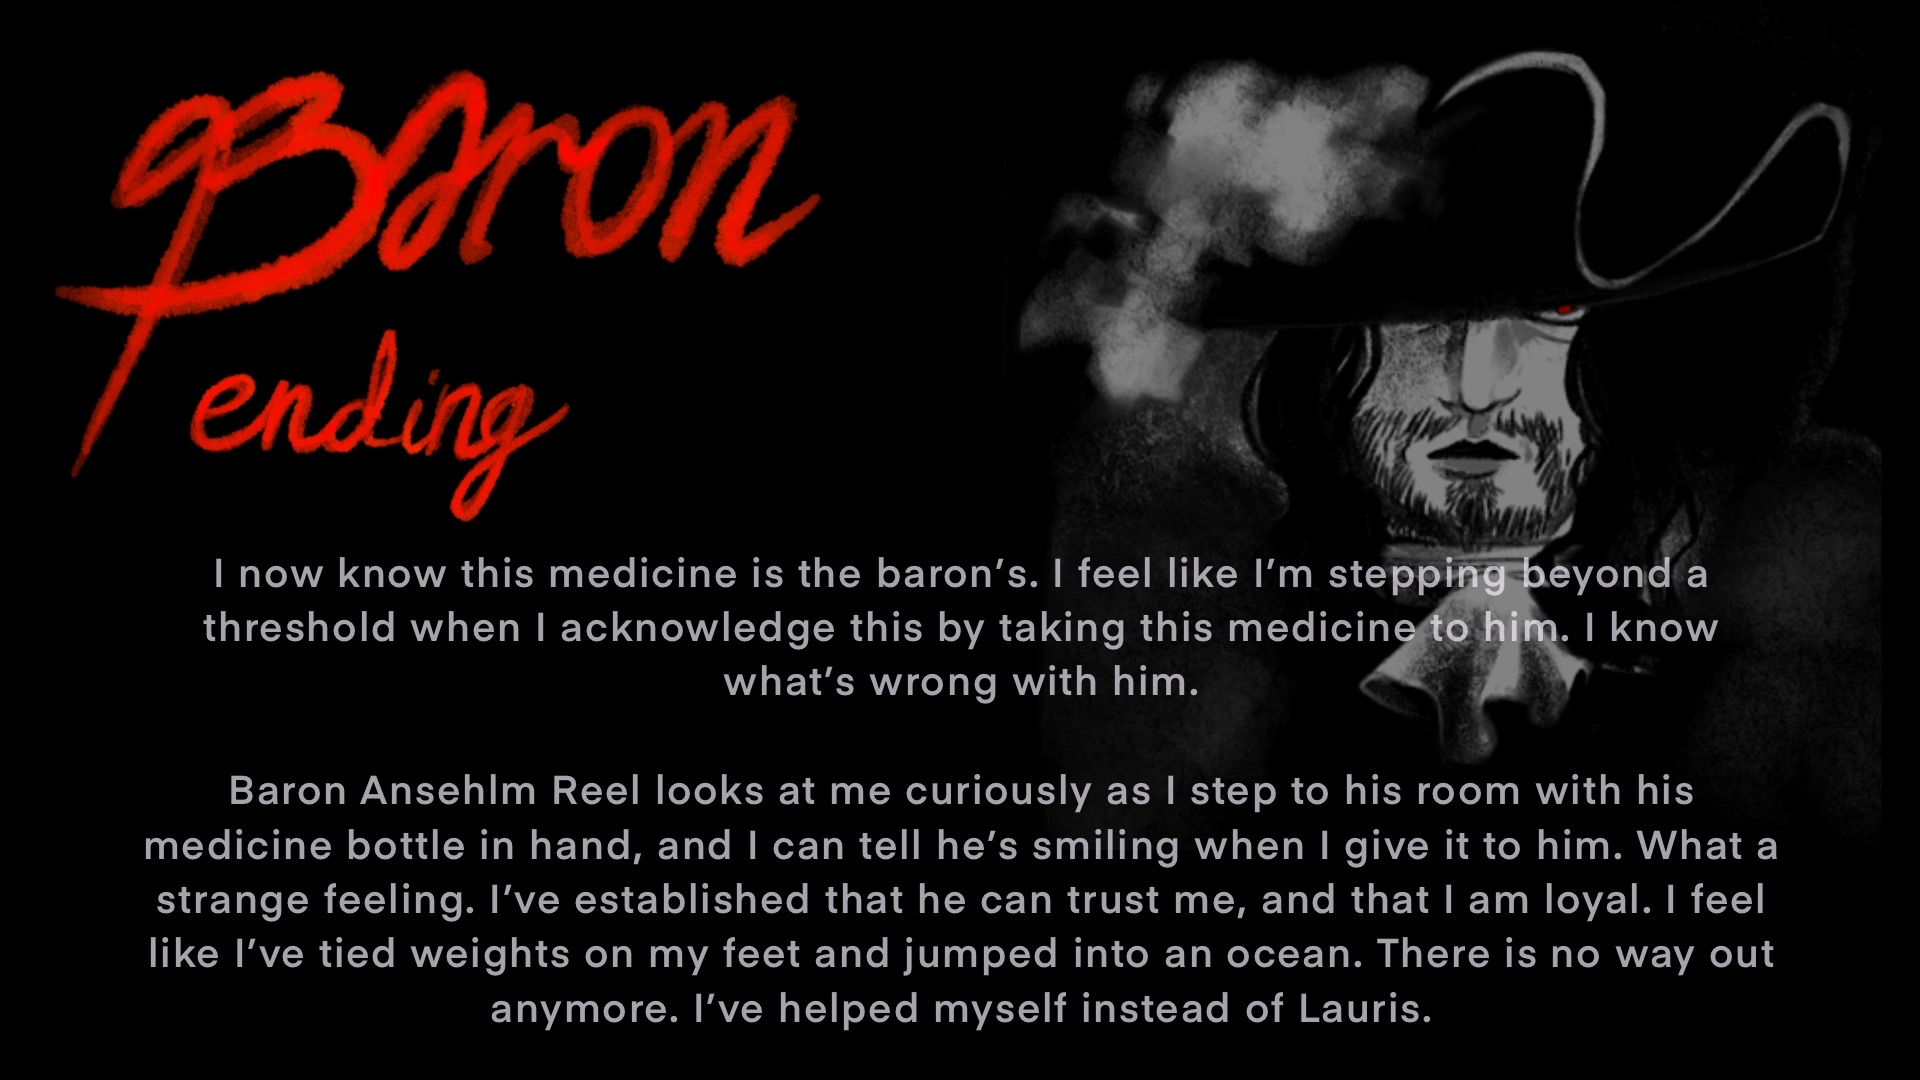 Baron
ending
I now know this medicine is the baron's. I feel like I'm stepping beyond a
threshold when I acknowledge this by taking this medicine to him. I know
what's wrong with him.
Baron Ansehlm Reel looks at me curiously as I step to his room with his
medicine bottle in hand, and I can tell he's smiling when I give it to him. What a
strange feeling. I've established that he can trust me, and that I am loyal. I feel
like I've tied weights on my feet and jumped into an ocean. There is no way out
anymore. I've helped myself instead of Lauris.